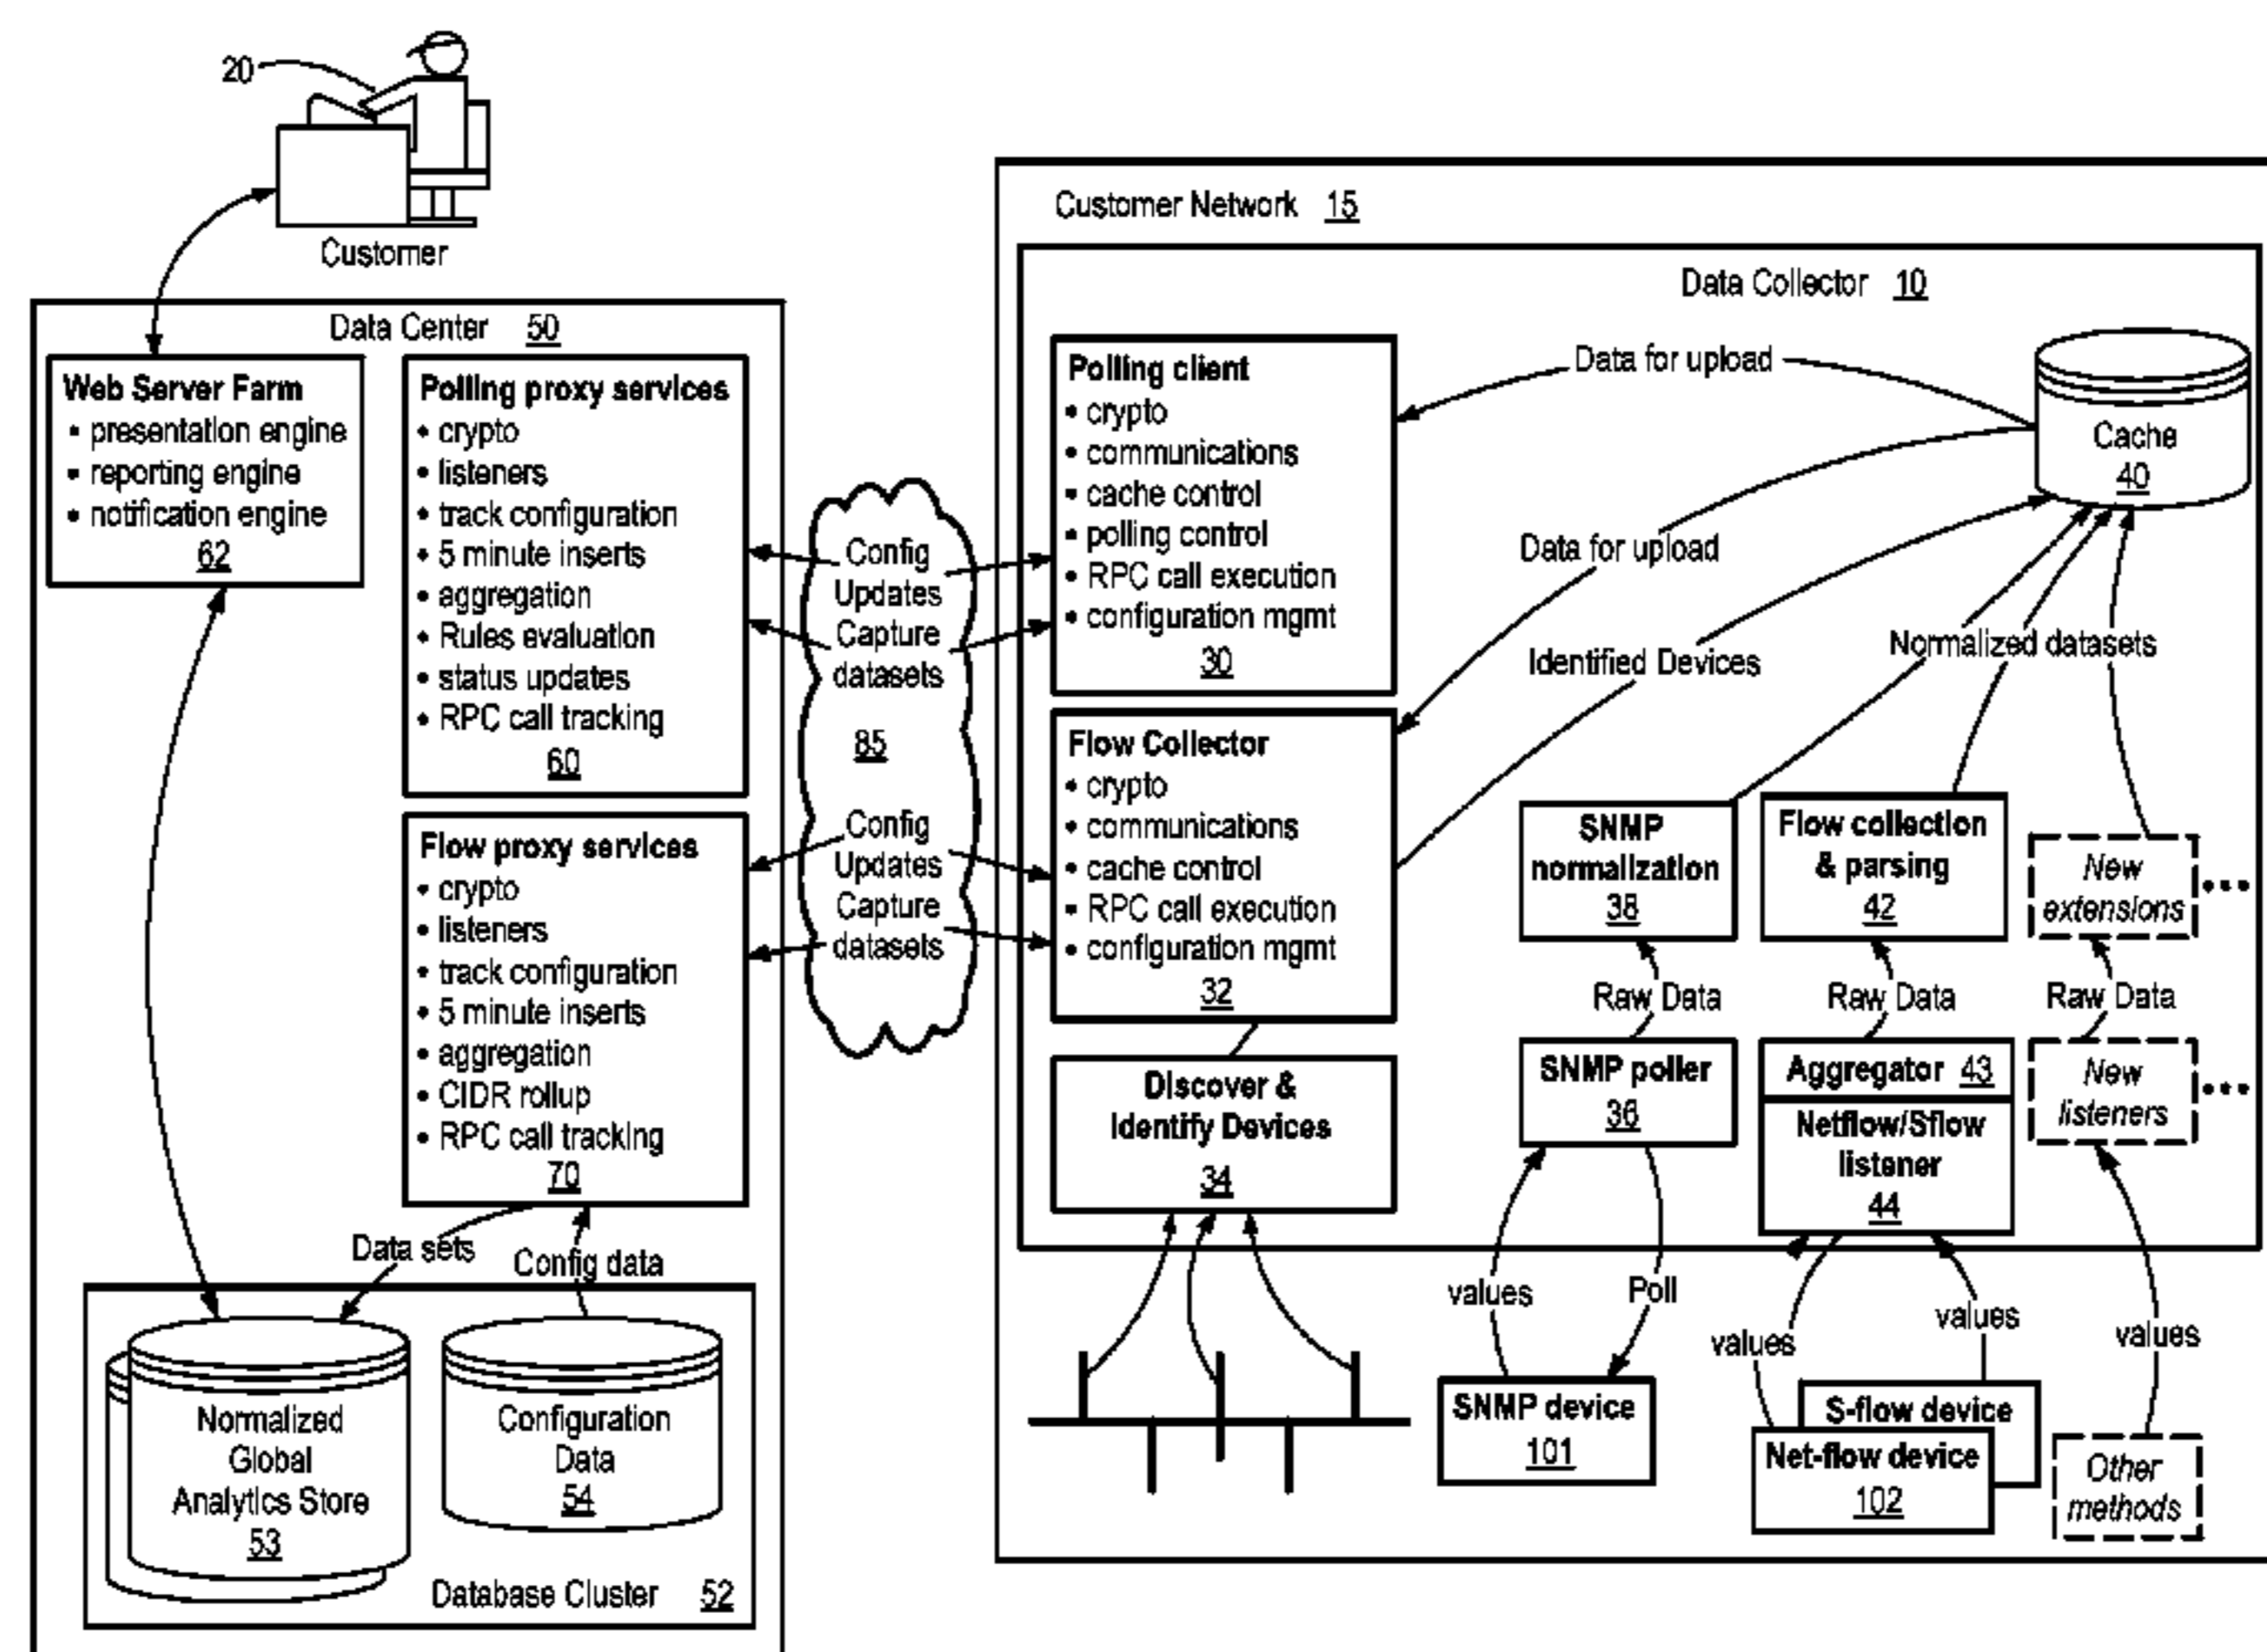 20
Customer
Data Center 50
Web Server Farm
• presentation engine
• reporting engine
• notification engine
62
Polling proxy services
• crypto
• listeners
• track configuration
• 5 minute inserts
• aggregation
• Rules evaluation
• status updates
• RPC call tracking
60
Flow proxy services
• crypto
• listeners
• track configuration
• 5 minute inserts
• aggregation
• CIDR rollup
• RPC call tracking
70
Data sets
Config data
Normalized
Global
Analytics Store
53
Configuration
Data
54
Database Cluster 52
Config
Updates
Capture
datasets
85
Config
Updates
Capture
datasets
Customer Network 15
Data Collector 10
Polling client
• crypto
• communications
• cache control
• polling control
• RPC call execution
• configuration mgmt
30
Flow Collector
• crypto
• communications
• cache control
• RPC call execution
• configuration mgmt
32
Discover &
Identify Devices
34
Data for upload
Data for upload
Identified Devices
Normalized datasets
Cache
40
SNMP
normalization
38
Flow collection
& parsing
42
New
extensions
•••
Raw Data
Raw Data
Raw Data
SNMP poller
36
Aggregator 43
Netflow/Sflow
listener
44
New
listeners
•••
values
Poll
values
values
values
SNMP device
101
S-flow device
Net-flow device
102
Other
methods